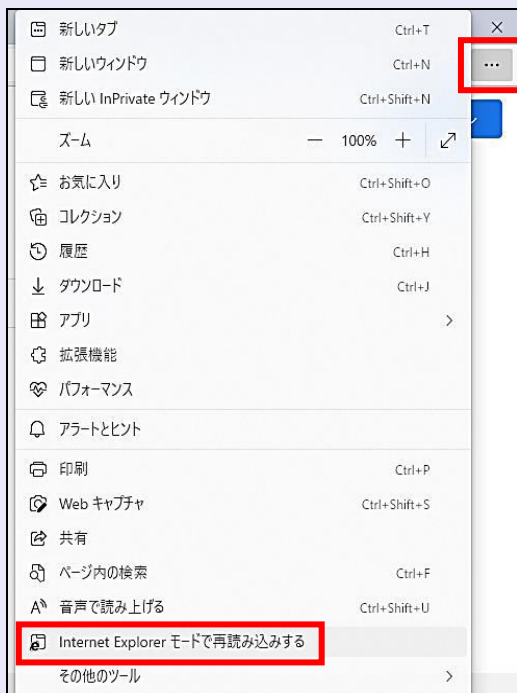 新しいタブ Ctrl+T
新しいウィンドウ Ctrl+N
新しい InPrivate ウィンドウ Ctrl+Shift+N
ズーム — 100% +
お気に入り Ctrl+Shift+O
コレクション Ctrl+Shift+Y
履歴 Ctrl+H
ダウンロード Ctrl+J
アプリ
拡張機能
パフォーマンス
アラートとヒント
印刷 Ctrl+P
Web キャプチャ Ctrl+Shift+S
共有
ページ内の検索 Ctrl+F
音声で読み上げる Ctrl+Shift+U
Internet Explorer モードで再読み込みする
その他のツール